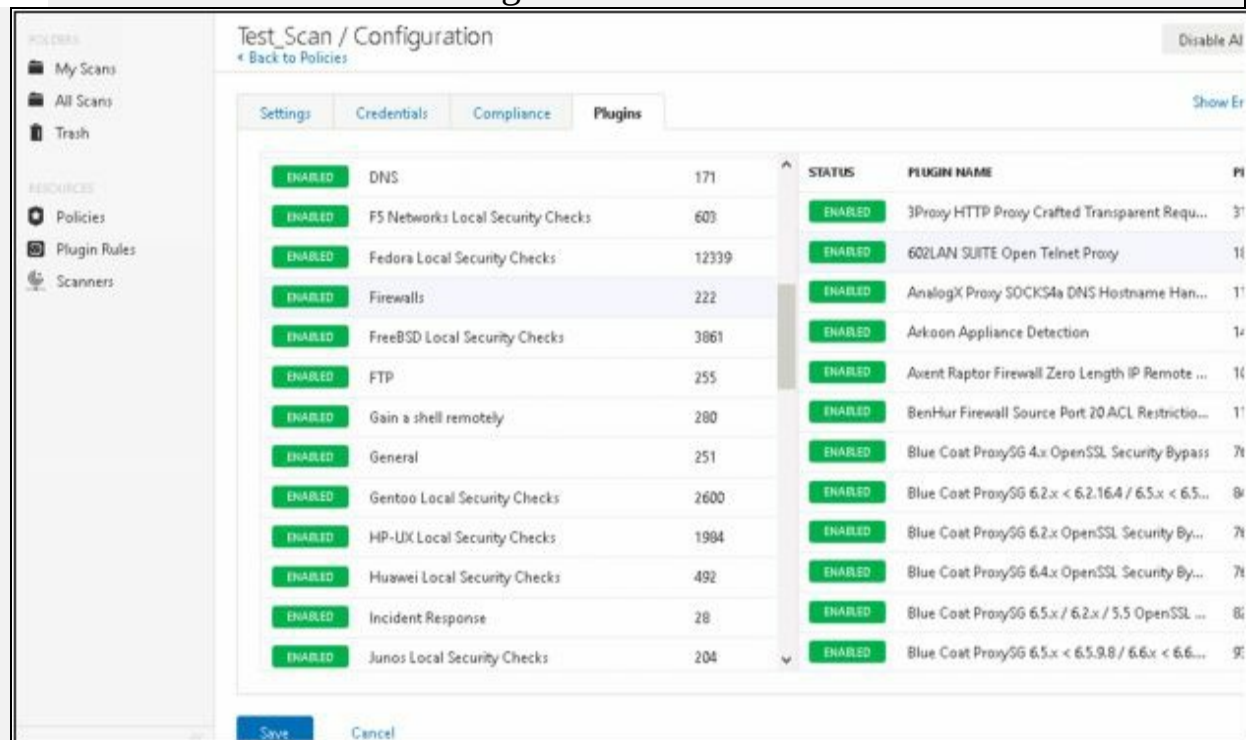 FOLDERS
My Scans
All Scans
Trash
RESOURCES
Policies
Plugin Rules
Scanners
Test_Scan / Configuration
Back to Policies
Disable Al
Settings Credentials Compliance Plugins
Show En
ENABLED DNS 171
ENABLED F5 Networks Local Security Checks 603
ENABLED Fedora Local Security Checks 12339
ENABLED Firewalls 222
ENABLED FreeBSD Local Security Checks 3861
ENABLED FTP 255
ENABLED Gain a shell remotely 280
ENABLED General 251
ENABLED Gentoo Local Security Checks 2600
ENABLED HP-UX Local Security Checks 1984
ENABLED Huawei Local Security Checks 492
ENABLED Incident Response 28
ENABLED Junos Local Security Checks 204
STATUS PLUGIN NAME
ENABLED 3Proxy HTTP Proxy Crafted Transparent Requ...
ENABLED 602LAN SUITE Open Telnet Proxy
ENABLED AnalogX Proxy SOCKS4a DNS Hostname Han...
ENABLED Arkoon Appliance Detection
ENABLED Axent Raptor Firewall Zero Length IP Remote ...
ENABLED BenHur Firewall Source Port 20 ACL Restrictio...
ENABLED Blue Coat ProxySG 4.x OpenSSL Security Bypass
ENABLED Blue Coat ProxySG 6.2.x < 6.2.16.4 / 6.5.x < 6.5...
ENABLED Blue Coat ProxySG 6.2.x OpenSSL Security By...
ENABLED Blue Coat ProxySG 6.4.x OpenSSL Security By...
ENABLED Blue Coat ProxySG 6.5.x / 6.2.x / 5.5 OpenSSL ...
ENABLED Blue Coat ProxySG 6.5.x < 6.5.9.8 / 6.6.x < 6.6....
Save Cancel